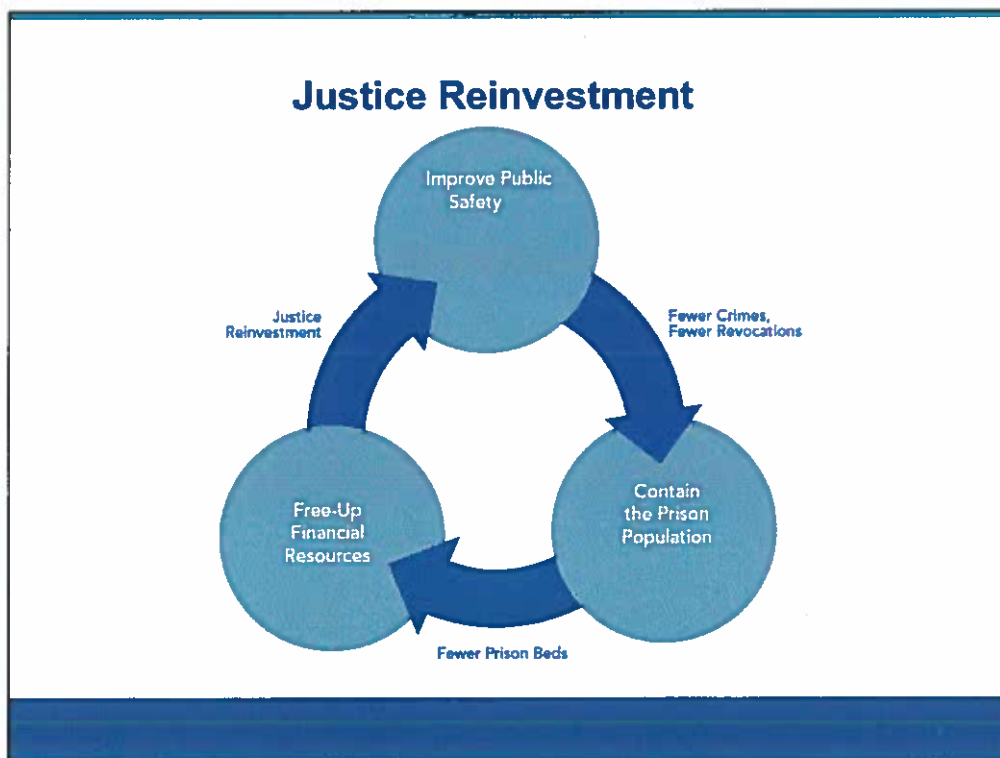 Justice Reinvestment
Improve Public
Safety
Justice
Reinvestment
Fewer Crimes,
Fewer Revocations
Free-Up
Financial
Resources
Contain
the Prison
Population
Fewer Prison Beds